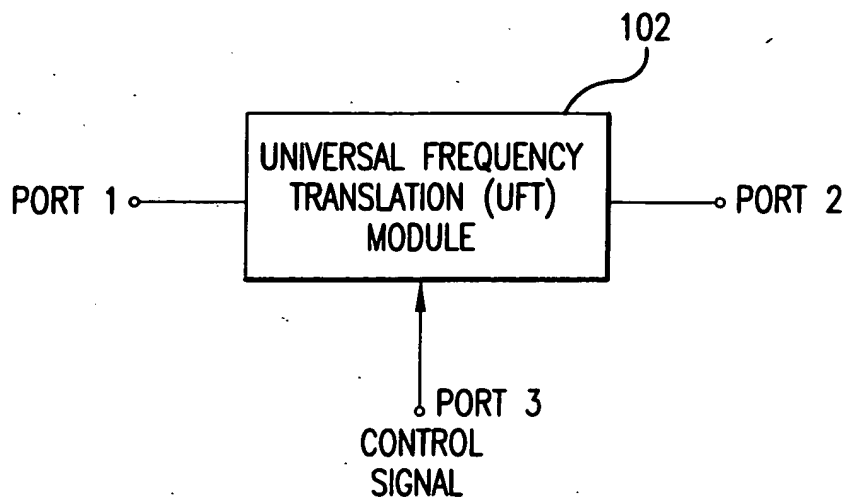 102
UNIVERSAL FREQUENCY
TRANSLATION (UFT)
MODULE
PORT 1
PORT 2
PORT 3
CONTROL
SIGNAL